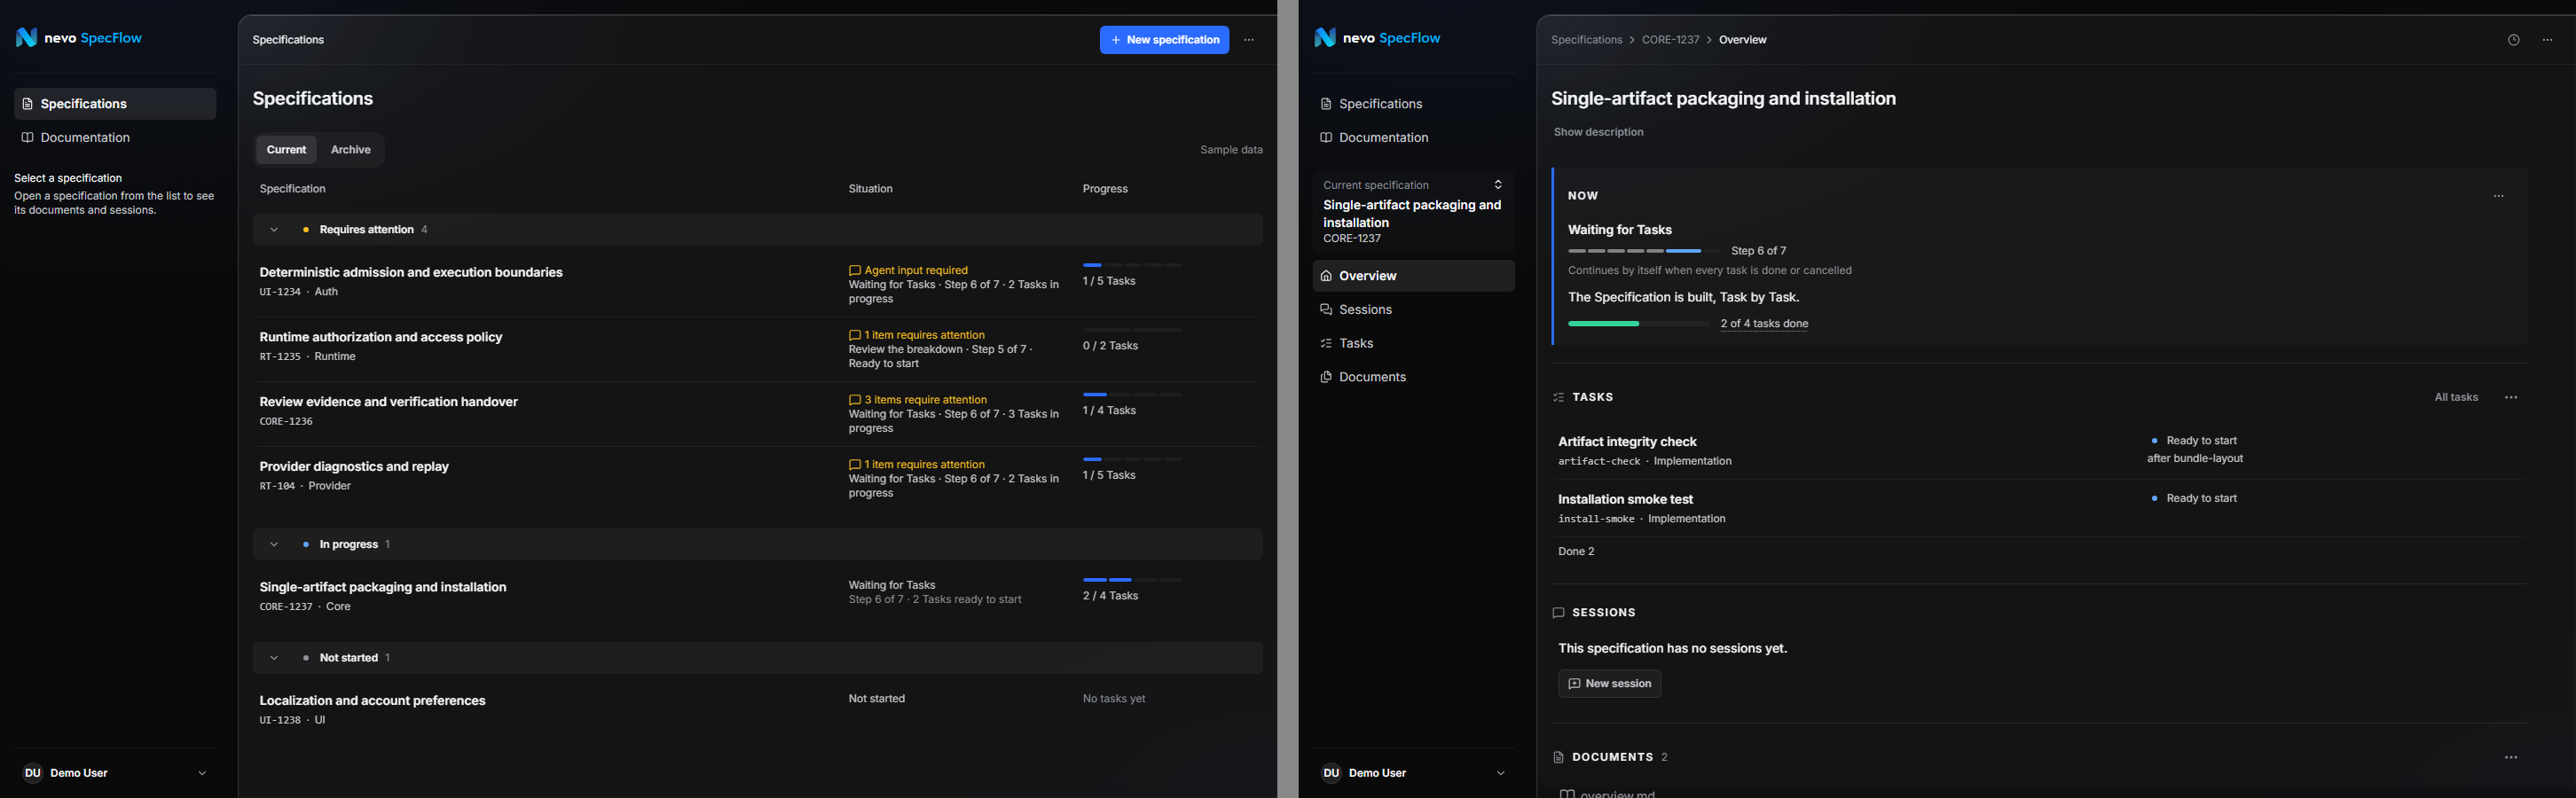 nevo SpecFlow
Specifications
Documentation
Select a specification
Open a specification from the list to see
its documents and sessions.
DU Demo User
Specifications
+ New specification
Specifications
Current Archive
Sample data
Specification Situation Progress
Requires attention 4
Deterministic admission and execution boundaries
UI-1234 · Auth
Agent input required
Waiting for Tasks · Step 6 of 7 · 2 Tasks in
progress
1 / 5 Tasks
Runtime authorization and access policy
RT-1235 · Runtime
1 item requires attention
Review the breakdown · Step 5 of 7 ·
Ready to start
0 / 2 Tasks
Review evidence and verification handover
CORE-1236
3 items require attention
Waiting for Tasks · Step 6 of 7 · 3 Tasks in
progress
1 / 4 Tasks
Provider diagnostics and replay
RT-104 · Provider
1 item requires attention
Waiting for Tasks · Step 6 of 7 · 2 Tasks in
progress
1 / 5 Tasks
In progress 1
Single-artifact packaging and installation
CORE-1237 · Core
Waiting for Tasks
Step 6 of 7 · 2 Tasks ready to start
2 / 4 Tasks
Not started 1
Localization and account preferences
UI-1238 · UI
Not started
No tasks yet
nevo SpecFlow
Specifications
Documentation
Current specification
Single-artifact packaging and
installation
CORE-1237
Overview
Sessions
Tasks
Documents
DU Demo User
Specifications > CORE-1237 > Overview
Single-artifact packaging and installation
Show description
NOW
Waiting for Tasks
Step 6 of 7
Continues by itself when every task is done or cancelled
The Specification is built, Task by Task.
2 of 4 tasks done
TASKS
All tasks
Artifact integrity check
artifact-check · Implementation
Ready to start
after bundle-layout
Installation smoke test
install-smoke · Implementation
Ready to start
Done 2
SESSIONS
This specification has no sessions yet.
New session
DOCUMENTS 2
overview.md